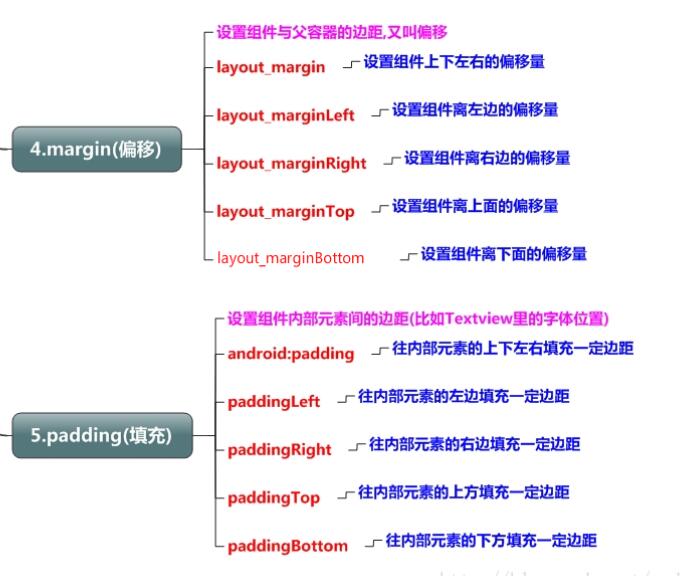 设置组件与父容器的边距,又叫偏移
layout_margin 设置组件上下左右的偏移量
layout_marginLeft 设置组件离左边的偏移量
4.margin(偏移)
layout_marginRight 设置组件离右边的偏移量
layout_marginTop 设置组件离上面的偏移量
layout_marginBottom 设置组件离下面的偏移量
设置组件内部元素间的边距(比如Textview里的字体位置)
android:padding 往内部元素的上下左右填充一定边距
paddingLeft 往内部元素的左边填充一定边距
5.padding(填充)
paddingRight 往内部元素的右边填充一定边距
paddingTop 往内部元素的上方填充一定边距
paddingBottom 往内部元素的下方填充一定边距